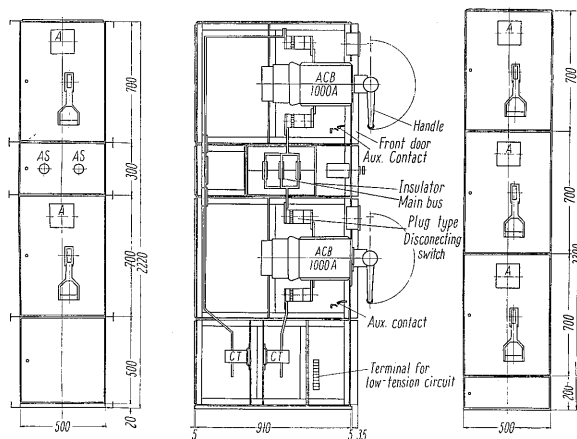 A
700
AS AS
300
A
700
2220
500
20
500
ACB
1000A
Handle
Front door
Aux. Contact
Insulator
Main bus
Plug type
Disconecting
switch
ACB
1000A
Aux. contact
CT CT
Terminal for
low-tension circuit
5 910 5 35
A
700
A
700
A
700
200
500